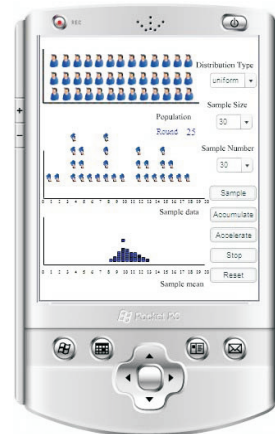 REC
Distribution Type
uniform
Sample Size
30
Population
Round 25
Sample Number
30
Sample
0 1 2 3 4 5 6 7 8 9 10 11 12 13 14 15 16 17 18 19 20
Sample data
Accumulate
Accelerate
Stop
0 1 2 3 4 5 6 7 8 9 10 11 12 13 14 15 16 17 18 19 20
Reset
Sample mean
Pocket PC